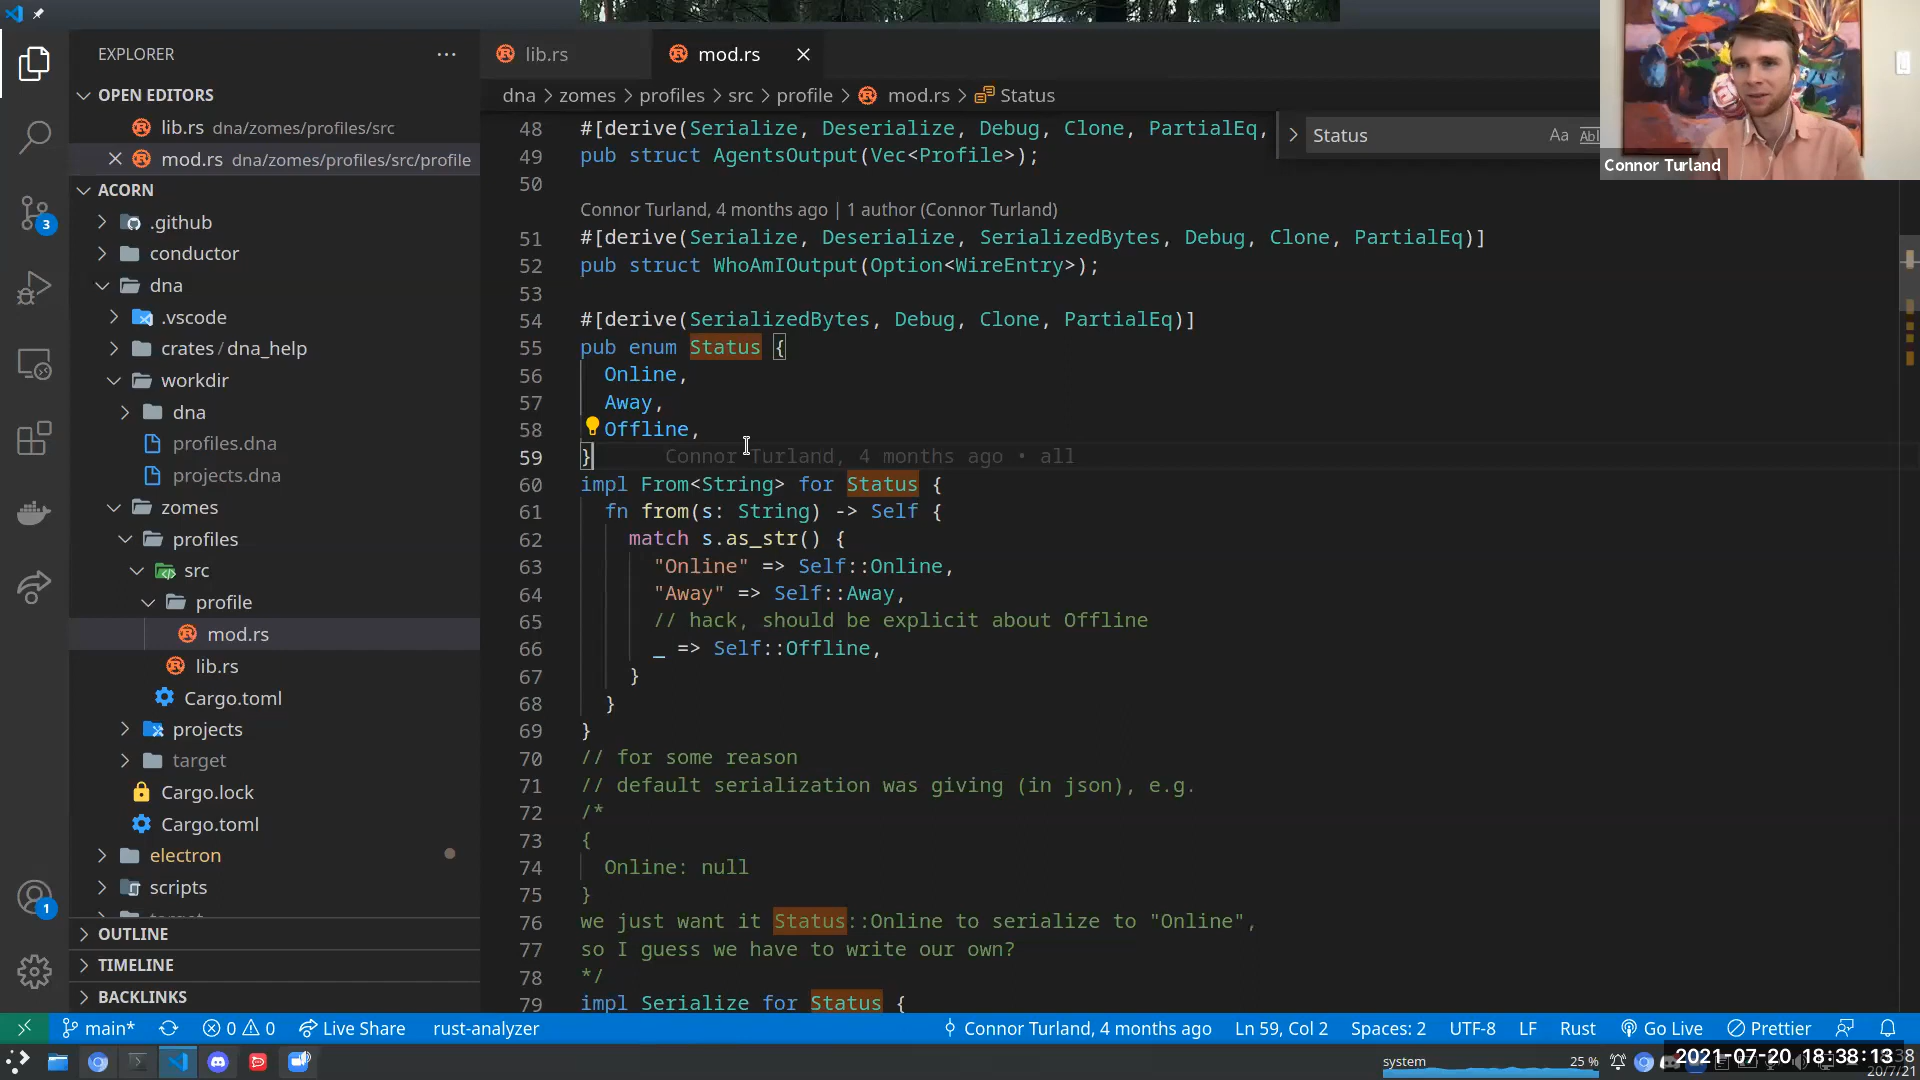 EXPLORER
OPEN EDITORS
lib.rs dna/zomes/profiles/src
mod.rs dna/zomes/profiles/src/profile
ACORN
.github
conductor
dna
.vscode
crates / dna_help
workdir
dna
profiles.dna
projects.dna
zomes
profiles
src
profile
mod.rs
lib.rs
Cargo.toml
projects
target
Cargo.lock
Cargo.toml
electron
scripts
OUTLINE
TIMELINE
BACKLINKS
3
1
lib.rs
mod.rs
dna > zomes > profiles > src > profile > mod.rs > Status
Status
Aa
Connor Turland
48 #[derive(Serialize, Deserialize, Debug, Clone, PartialEq,
49 pub struct AgentsOutput(Vec<Profile>);
50
Connor Turland, 4 months ago | 1 author (Connor Turland)
51 #[derive(Serialize, Deserialize, SerializedBytes, Debug, Clone, PartialEq)]
52 pub struct WhoAmIOutput(Option<WireEntry>);
53
54 #[derive(SerializedBytes, Debug, Clone, PartialEq)]
55 pub enum Status {
56 Online,
57 Away,
58 Offline,
59 } Connor Turland, 4 months ago • all
60 impl From<String> for Status {
61 fn from(s: String) -> Self {
62 match s.as_str() {
63 "Online" => Self::Online,
64 "Away" => Self::Away,
65 // hack, should be explicit about Offline
66 _ => Self::Offline,
67 }
68 }
69 }
70 // for some reason
71 // default serialization was giving (in json), e.g.
72 /*
73 {
74 Online: null
75 }
76 we just want it Status::Online to serialize to "Online",
77 so I guess we have to write our own?
78 */
79 impl Serialize for Status {
main* 0 0 Live Share rust-analyzer Connor Turland, 4 months ago Ln 59, Col 2 Spaces: 2 UTF-8 LF Rust Go Live Prettier
system 25 % 2021-07-20 18:38:13
20/7/21